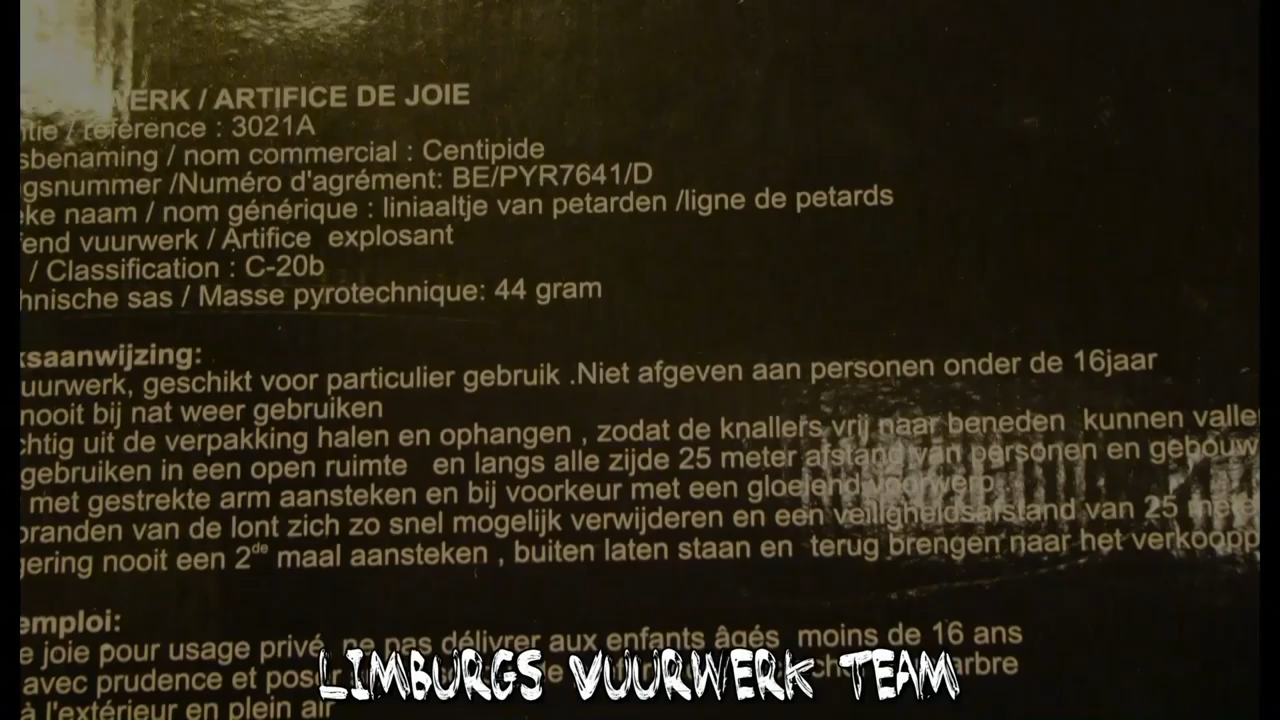 WERK / ARTIFICE DE JOIE
tie / reference : 3021A
sbenaming / nom commercial : Centipide
gsnummer /Numéro d'agrément: BE/PYR7641/D
eke naam / nom générique : liniaaltje van petarden /ligne de petards
fend vuurwerk / Artifice explosant
/ Classification : C-20b
hnische sas / Masse pyrotechnique: 44 gram
ksaanwijzing:
uurwerk, geschikt voor particulier gebruik .Niet afgeven aan personen onder de 16jaar
nooit bij nat weer gebruiken
chtig uit de verpakking halen en ophangen , zodat de knallers vrij naar beneden kunnen valle
gebruiken in een open ruimte en langs alle zijde 25 meter afstand van personen en gebouw
met gestrekte arm aansteken en bij voorkeur met een gloeiend voorwerp
branden van de lont zich zo snel mogelijk verwijderen en een veiligheidsafstand van 25 mete
gering nooit een 2de maal aansteken , buiten laten staan en terug brengen naar het verkoopp
emploi:
e joie pour usage privé, ne pas délivrer aux enfants âgés moins de 16 ans
avec prudence et pos e ch arbre
à l'extérieur en plein air
LIMBURGS VUURWERK TEAM